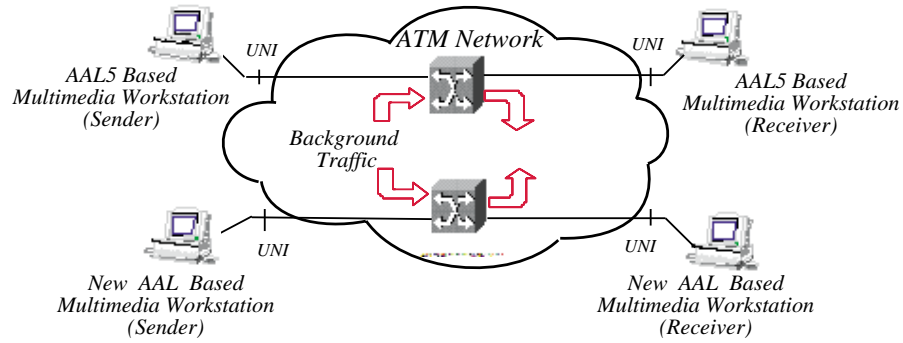 ATM Network
UNI
UNI
AAL5 Based
Multimedia Workstation
(Sender)
AAL5 Based
Multimedia Workstation
(Receiver)
Background
Traffic
UNI
UNI
New AAL Based
Multimedia Workstation
(Sender)
New AAL Based
Multimedia Workstation
(Receiver)